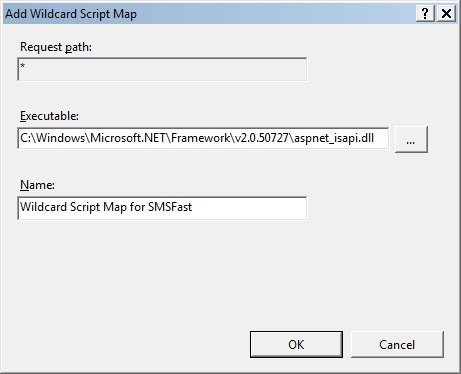 Add Wildcard Script Map
Request path:
*
Executable:
C:\Windows\Microsoft.NET\Framework\v2.0.50727\aspnet_isapi.dll
...
Name:
Wildcard Script Map for SMSFast
OK
Cancel